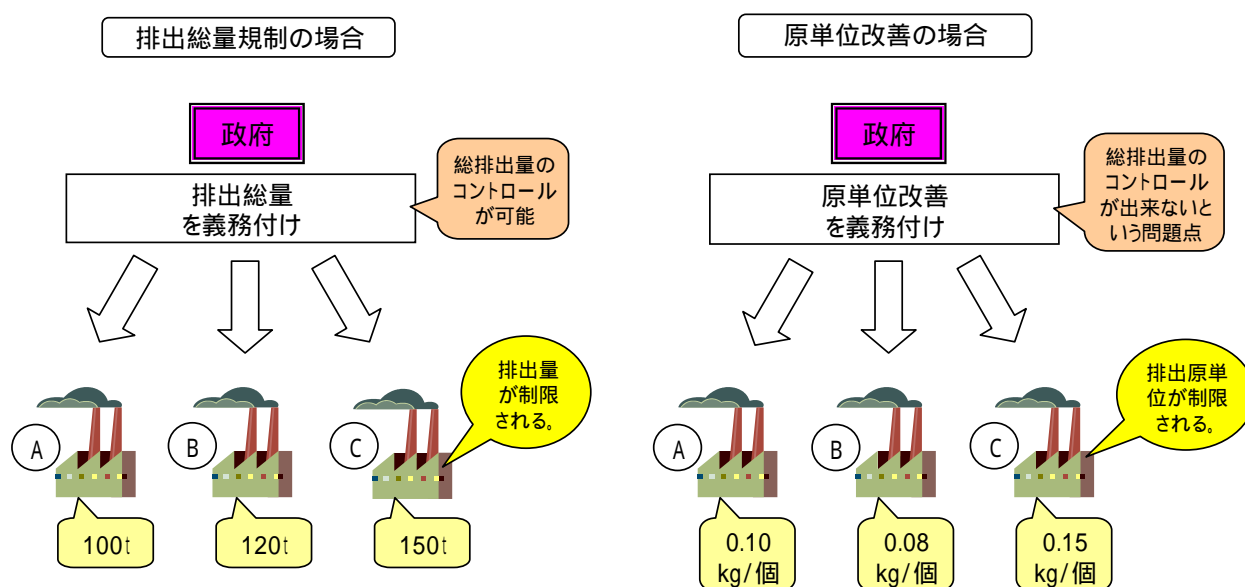 排出総量規制の場合
政府
排出総量
を義務付け
総排出量の
コントロール
が可能
排出量
が制限
される。
A
B
C
100t
120t
150t
原単位改善の場合
政府
原単位改善
を義務付け
総排出量の
コントロール
が出来ないと
いう問題点
排出原単
位が制限
される。
A
B
C
0.10
kg/個
0.08
kg/個
0.15
kg/個